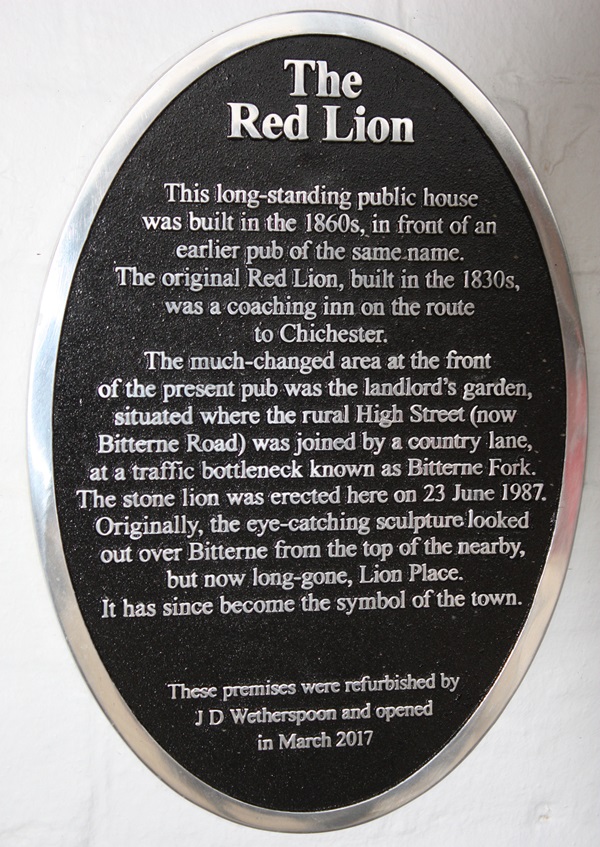 The
Red Lion
This long-standing public house
was built in the 1860s, in front of an
earlier pub of the same name.
The original Red Lion, built in the 1830s,
was a coaching inn on the route
to Chichester.
The much-changed area at the front
of the present pub was the landlord's garden,
situated where the rural High Street (now
Bitterne Road) was joined by a country lane,
at a traffic bottleneck known as Bitterne Fork.
The stone lion was erected here on 23 June 1987.
Originally, the eye-catching sculpture looked
out over Bitterne from the top of the nearby,
but now long-gone, Lion Place.
It has since become the symbol of the town.
These premises were refurbished by
J D Wetherspoon and opened
in March 2017